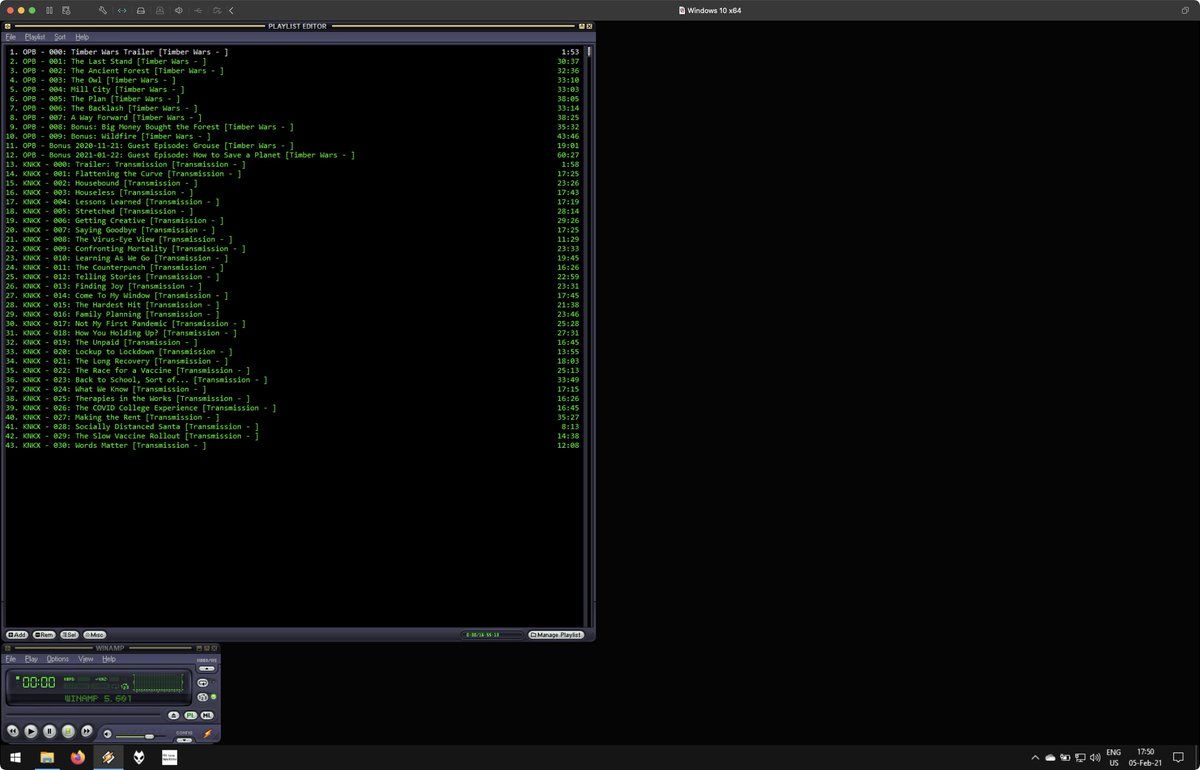 Windows 10 x64
PLAYLIST EDITOR
File Playlist Sort Help
1. OPB - 000: Timber Wars Trailer [Timber Wars - ] 1:53
2. OPB - 001: The Last Stand [Timber Wars - ] 30:37
3. OPB - 002: The Ancient Forest [Timber Wars - ] 32:36
4. OPB - 003: The Owl [Timber Wars - ] 33:10
5. OPB - 004: Mill City [Timber Wars - ] 33:03
6. OPB - 005: The Plan [Timber Wars - ] 38:05
7. OPB - 006: The Backlash [Timber Wars - ] 33:14
8. OPB - 007: A Way Forward [Timber Wars - ] 38:25
9. OPB - 008: Bonus: Big Money Bought the Forest [Timber Wars - ] 35:32
10. OPB - 009: Bonus: Wildfire [Timber Wars - ] 43:46
11. OPB - Bonus 2020-11-21: Guest Episode: Grouse [Timber Wars - ] 19:01
12. OPB - Bonus 2021-01-22: Guest Episode: How to Save a Planet [Timber Wars - ] 60:27
13. KNKX - 000: Trailer: Transmission [Transmission - ] 1:58
14. KNKX - 001: Flattening the Curve [Transmission - ] 17:25
15. KNKX - 002: Housebound [Transmission - ] 23:26
16. KNKX - 003: Houseless [Transmission - ] 17:43
17. KNKX - 004: Lessons Learned [Transmission - ] 17:19
18. KNKX - 005: Stretched [Transmission - ] 28:14
19. KNKX - 006: Getting Creative [Transmission - ] 29:26
20. KNKX - 007: Saying Goodbye [Transmission - ] 17:25
21. KNKX - 008: The Virus-Eye View [Transmission - ] 11:29
22. KNKX - 009: Confronting Mortality [Transmission - ] 23:33
23. KNKX - 010: Learning As We Go [Transmission - ] 19:45
24. KNKX - 011: The Counterpunch [Transmission - ] 16:26
25. KNKX - 012: Telling Stories [Transmission - ] 22:59
26. KNKX - 013: Finding Joy [Transmission - ] 23:31
27. KNKX - 014: Come To My Window [Transmission - ] 17:45
28. KNKX - 015: The Hardest Hit [Transmission - ] 21:38
29. KNKX - 016: Family Planning [Transmission - ] 23:46
30. KNKX - 017: Not My First Pandemic [Transmission - ] 25:28
31. KNKX - 018: How You Holding Up? [Transmission - ] 27:31
32. KNKX - 019: The Unpaid [Transmission - ] 16:45
33. KNKX - 020: Lockup to Lockdown [Transmission - ] 13:55
34. KNKX - 021: The Long Recovery [Transmission - ] 18:03
35. KNKX - 022: The Race for a Vaccine [Transmission - ] 25:13
36. KNKX - 023: Back to School, Sort of... [Transmission - ] 33:49
37. KNKX - 024: What We Know [Transmission - ] 17:15
38. KNKX - 025: Therapies in the Works [Transmission - ] 16:26
39. KNKX - 026: The COVID College Experience [Transmission - ] 16:45
40. KNKX - 027: Making the Rent [Transmission - ] 35:27
41. KNKX - 028: Socially Distanced Santa [Transmission - ] 8:13
42. KNKX - 029: The Slow Vaccine Rollout [Transmission - ] 14:38
43. KNKX - 030: Words Matter [Transmission - ] 12:08
Add Rem Sel Misc Manage Playlist
WINAMP
File Play Options View Help
00:00
WINAMP 5.601
PL ML
CONFIG
ENG 17:50
US 05-Feb-21